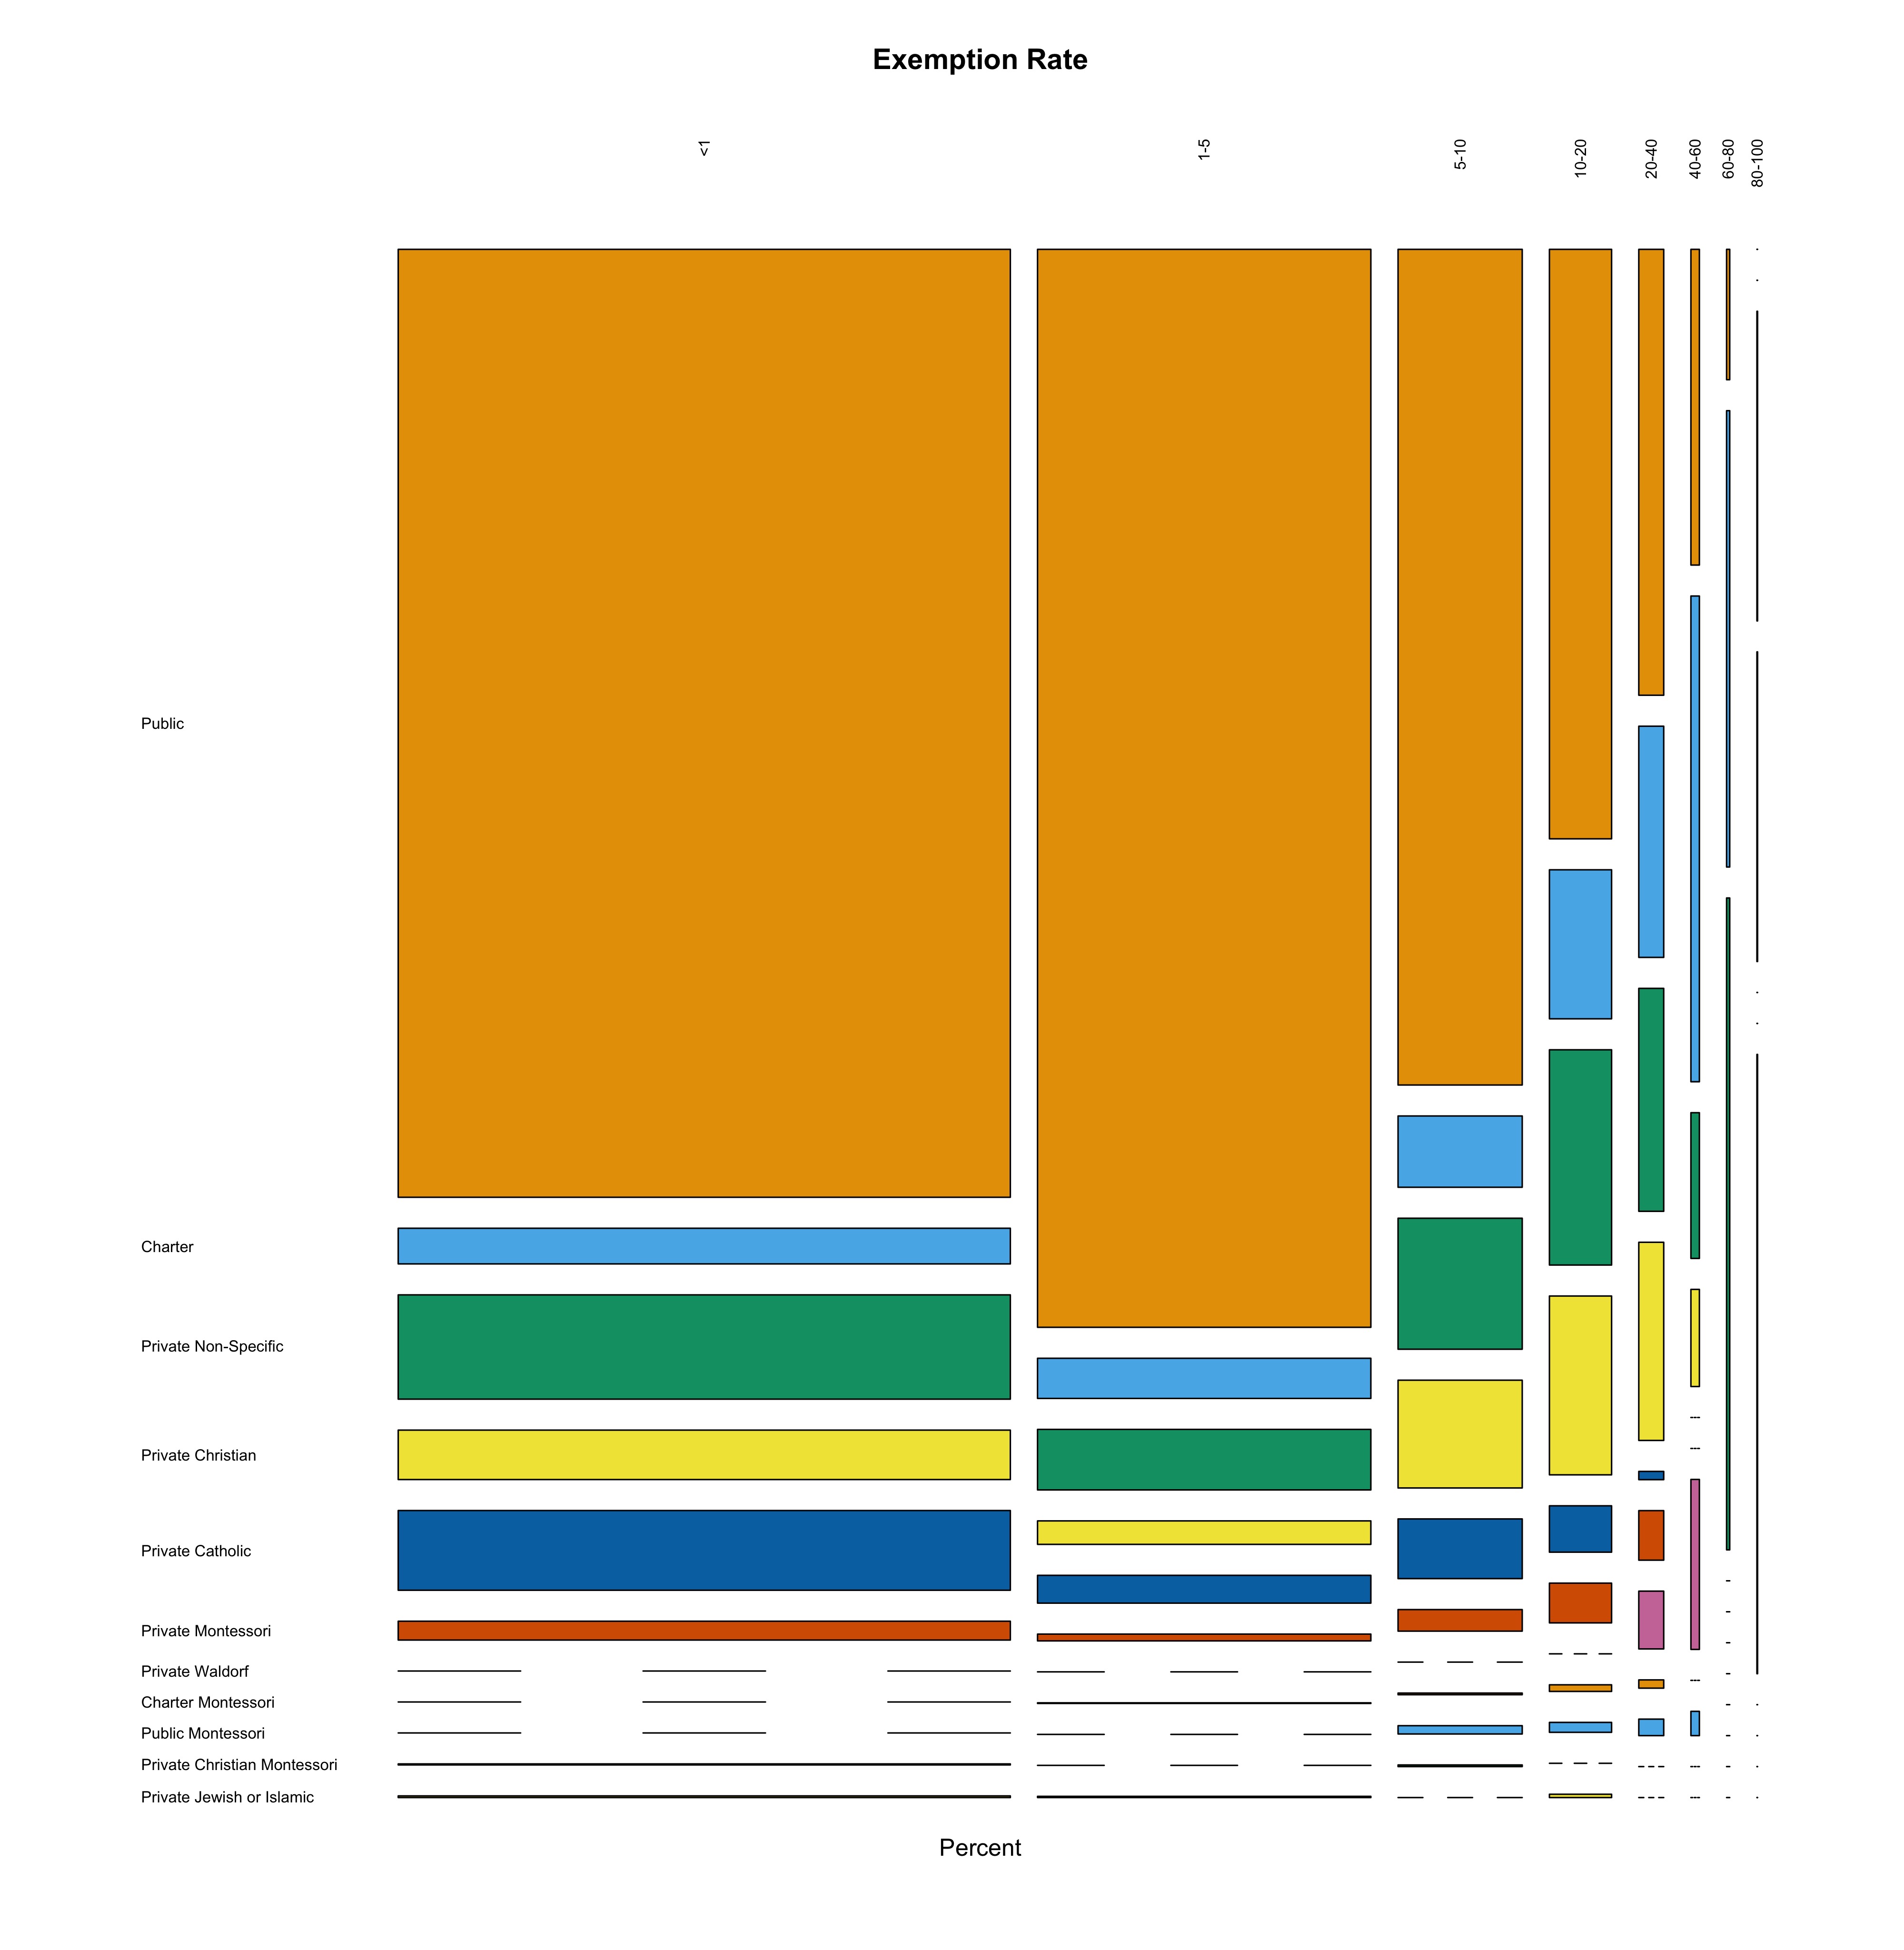 Exemption Rate
<1
1-5
5-10
10-20
20-40
40-60
60-80
80-100
Public
Charter
Private Non-Specific
Private Christian
Private Catholic
Private Montessori
Private Waldorf
Charter Montessori
Public Montessori
Private Christian Montessori
Private Jewish or Islamic
Percent